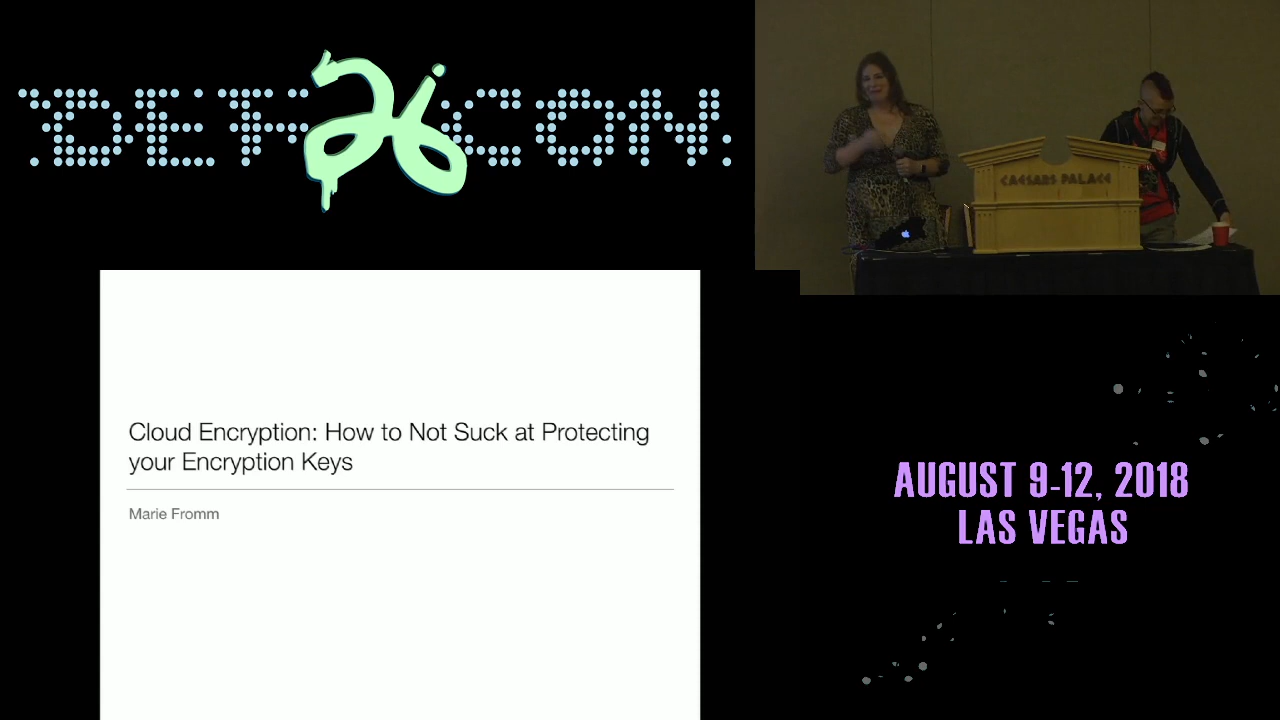 DEF CON
26
CAESARS PALACE
Cloud Encryption: How to Not Suck at Protecting
your Encryption Keys
Marie Fromm
AUGUST 9-12, 2018
LAS VEGAS